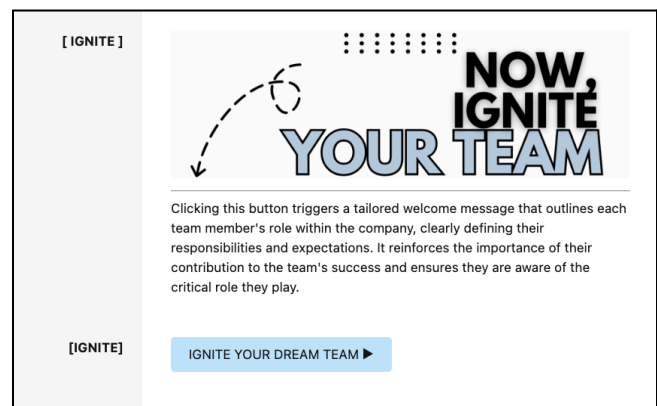 [ IGNITE ]
NOW,
IGNITE
YOUR TEAM
Clicking this button triggers a tailored welcome message that outlines each
team member's role within the company, clearly defining their
responsibilities and expectations. It reinforces the importance of their
contribution to the team's success and ensures they are aware of the
critical role they play.
[IGNITE]
IGNITE YOUR DREAM TEAM ▶